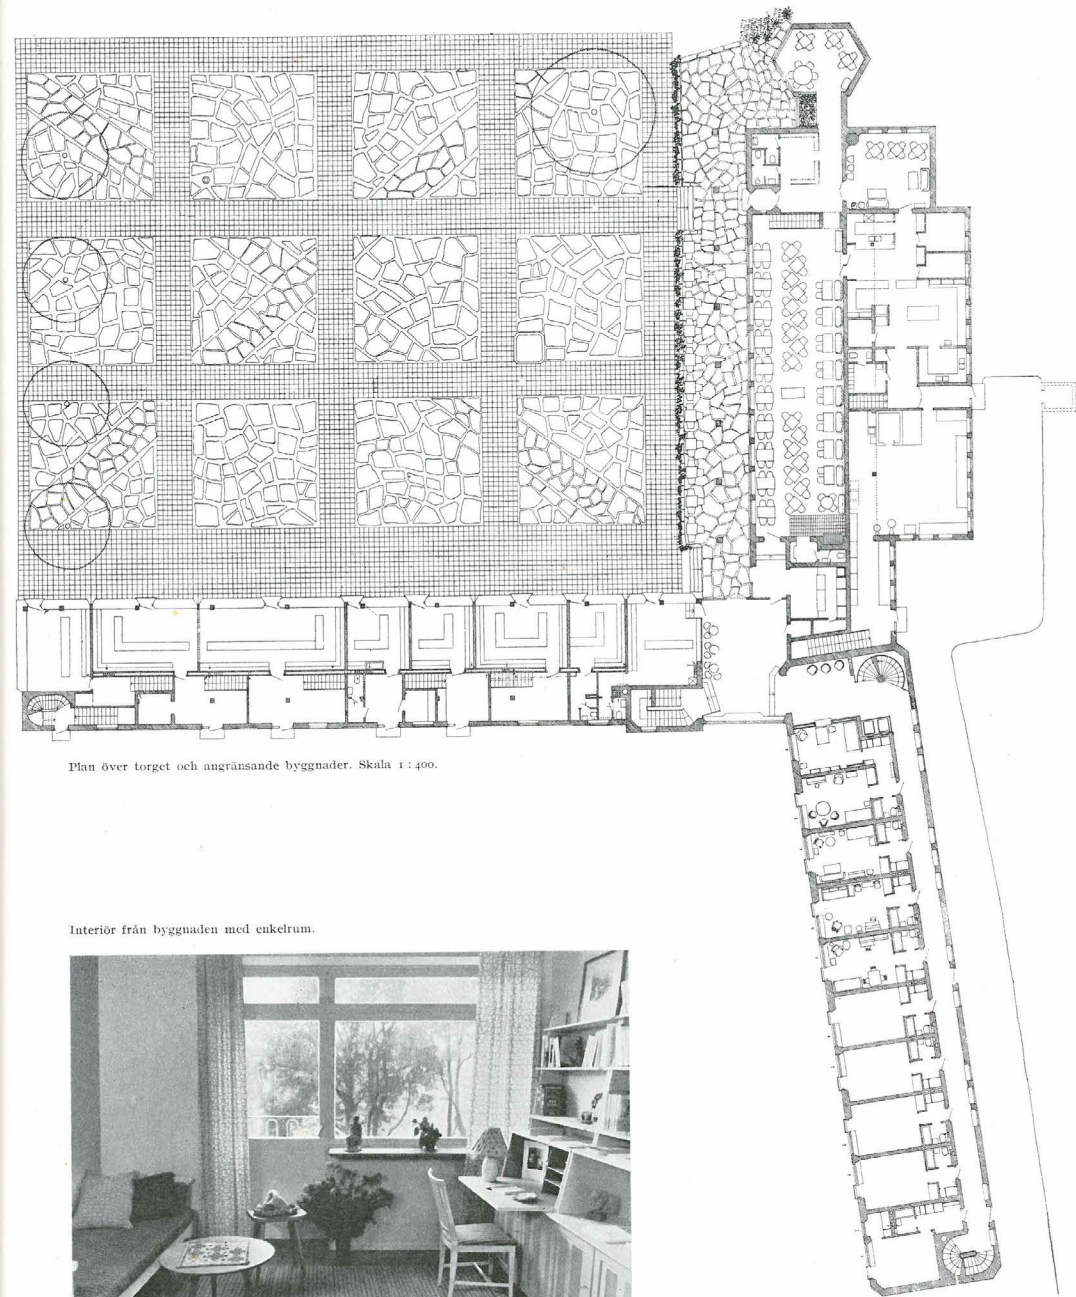 Plan över torget och angränsande byggnader. Skala 1 : 400.
Interiör från byggnaden med enkelrum.